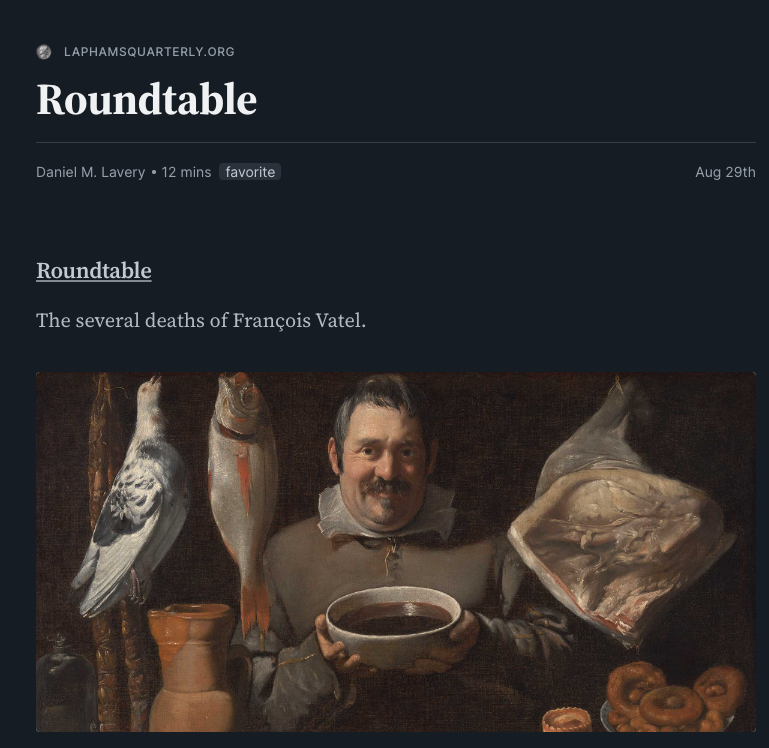 LAPHAMSQUARTERLY.ORG
Roundtable
Daniel M. Lavery • 12 mins favorite Aug 29th
Roundtable
The several deaths of François Vatel.